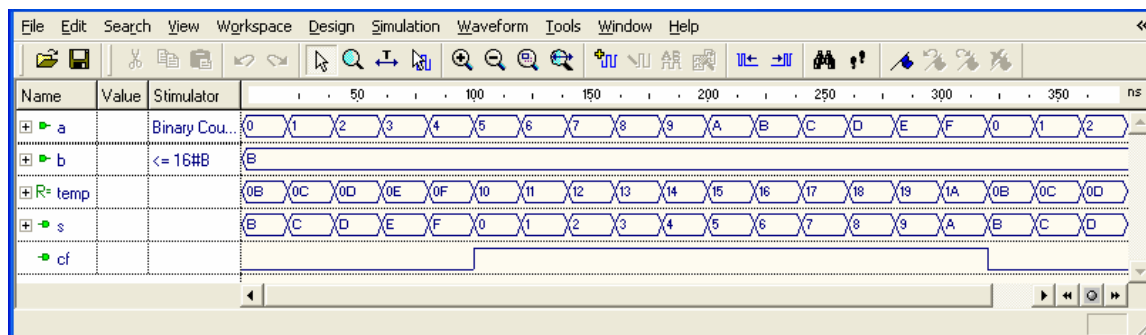 File Edit Search View Workspace Design Simulation Waveform Tools Window Help
Name Value Stimulator 50 100 150 200 250 300 350 ns
a Binary Cou... 0 1 2 3 4 5 6 7 8 9 A B C D E F 0 1 2
b <= 16#B B
R= temp 0B 0C 0D 0E 0F 10 11 12 13 14 15 16 17 18 19 1A 0B 0C 0D
s B C D E F 0 1 2 3 4 5 6 7 8 9 A B C D
cf